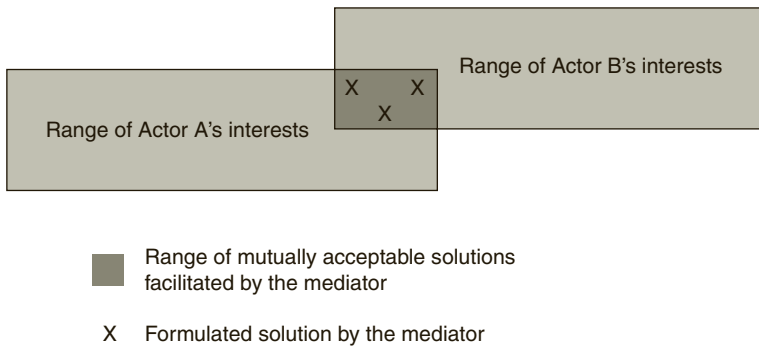 Range of Actor B's interests
X X
X
Range of Actor A's interests
Range of mutually acceptable solutions
facilitated by the mediator
X Formulated solution by the mediator